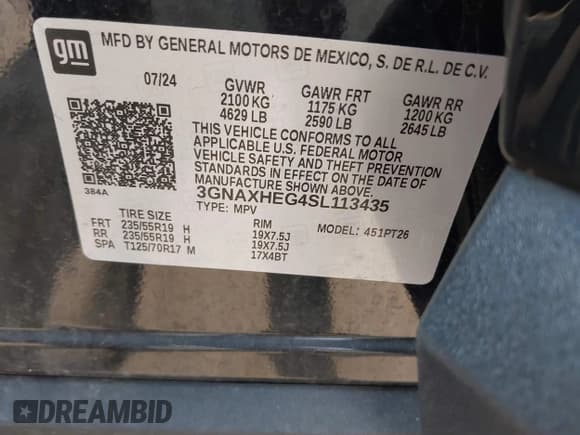 gm
MFD BY GENERAL MOTORS DE MEXICO, S. DE R.L. DE C.V.
07/24 GVWR GAWR FRT GAWR RR
2100 KG 1175 KG 1200 KG
4629 LB 2590 LB 2645 LB
THIS VEHICLE CONFORMS TO ALL
APPLICABLE U.S. FEDERAL MOTOR
VEHICLE SAFETY AND THEFT PREVENTION
STANDARDS IN EFFECT ON THE DATE OF
MANUFACTURE SHOWN ABOVE.
384A
3GNAXHEG4SL113435
TYPE: MPV MODEL: 451PT26
TIRE SIZE RIM
FRT 235/55R19 H 19X7.5J
RR 235/55R19 H 19X7.5J
SPA T125/70R17 M 17X4BT
DREAMBID